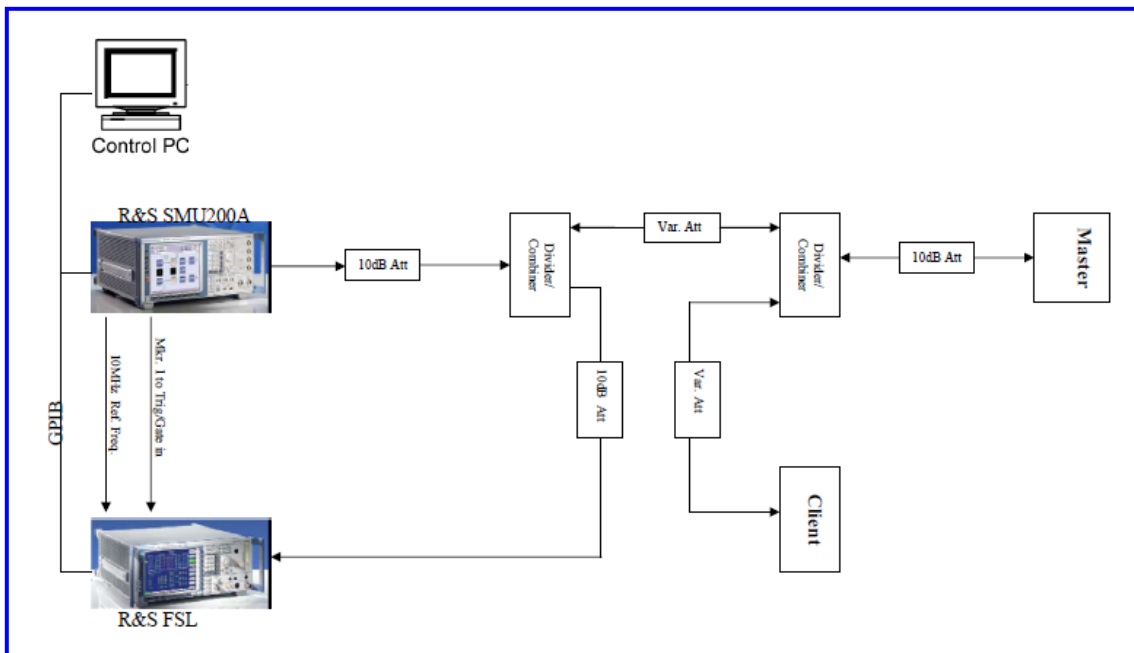 Control PC
R&S SMU200A
10dB Att
Divider/
Combiner
Var. Att
Divider/
Combiner
10dB Att
Master
10MHz Ref. Freq.
Mkr. 1 to Trig/Gate in
GPIB
10dB Att
Var. Att
Client
R&S FSL